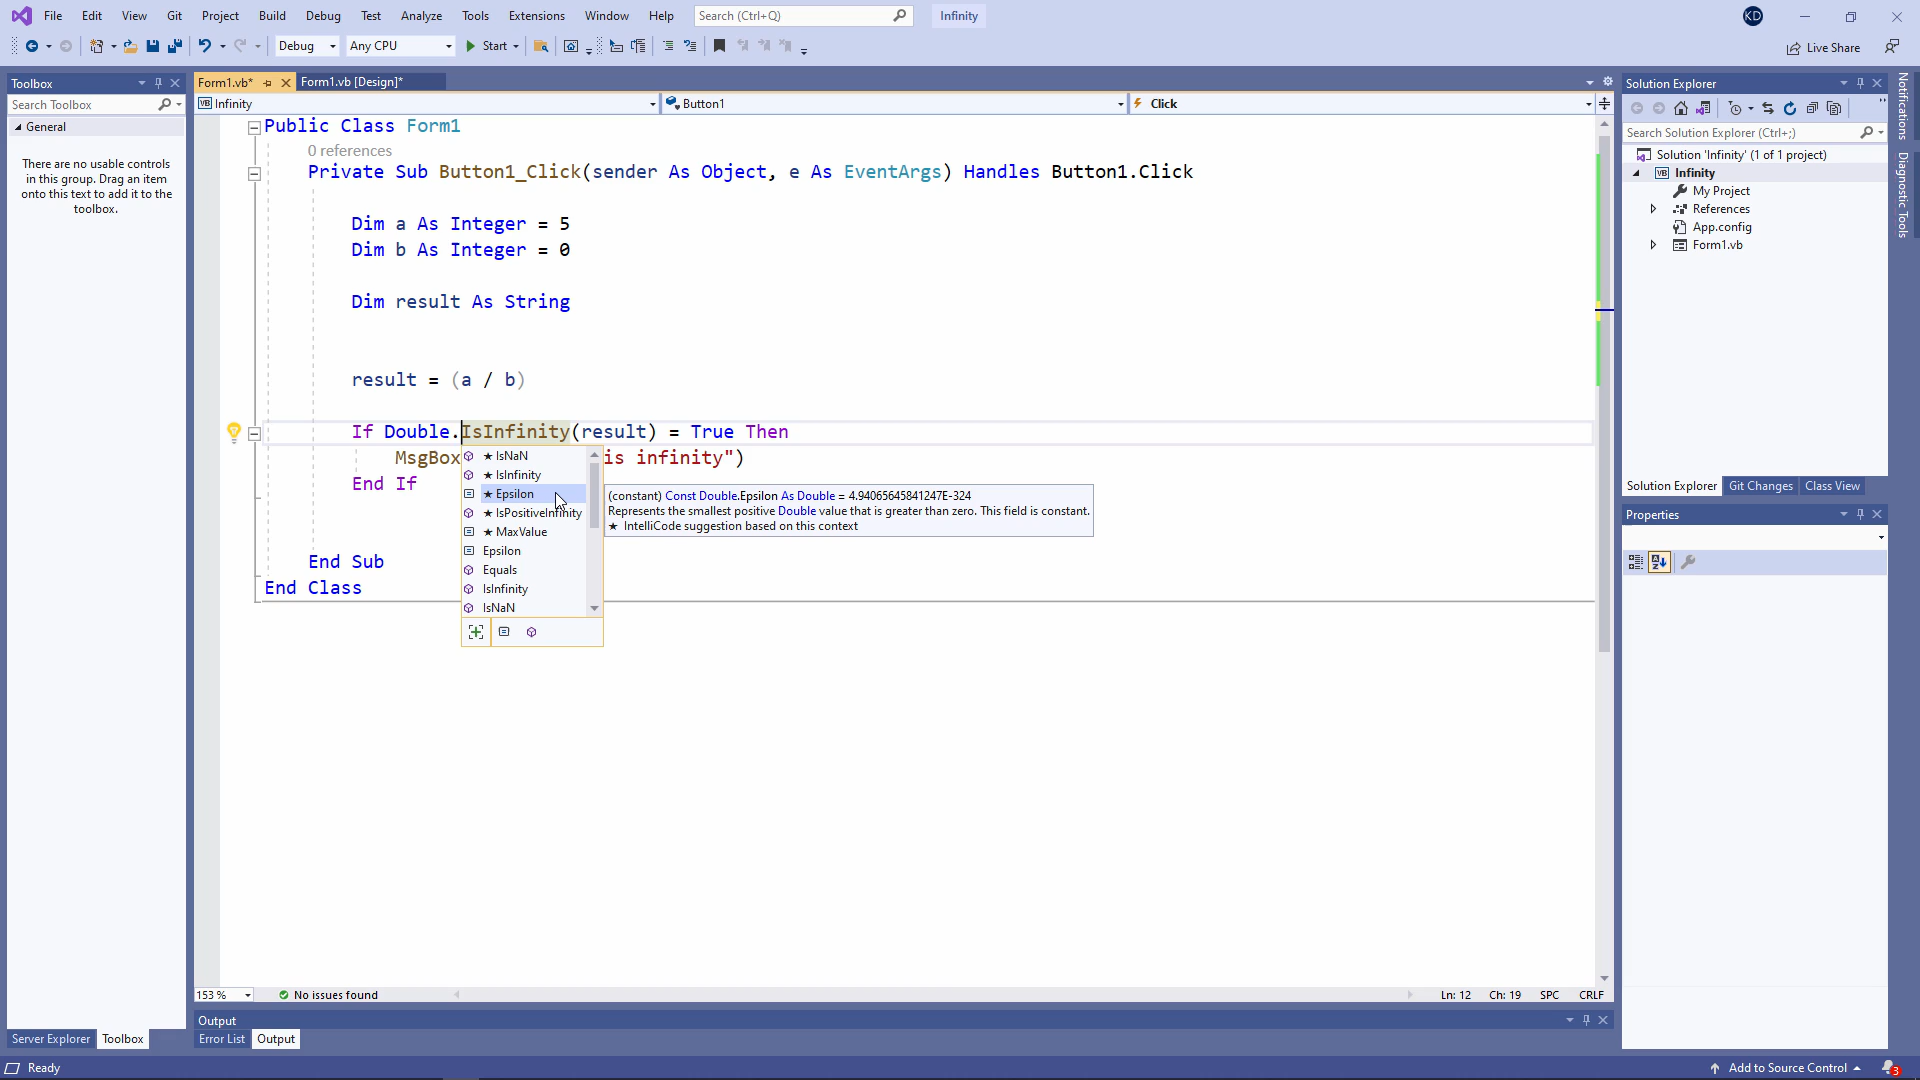 File Edit View Git Project Build Debug Test Analyze Tools Extensions Window Help Search (Ctrl+Q) Infinity KD
Debug Any CPU Start Live Share
Toolbox
Search Toolbox
General
There are no usable controls
in this group. Drag an item
onto this text to add it to the
toolbox.
Server Explorer Toolbox
Form1.vb* Form1.vb [Design]*
VB Infinity Button1 Click
Public Class Form1
0 references
Private Sub Button1_Click(sender As Object, e As EventArgs) Handles Button1.Click
Dim a As Integer = 5
Dim b As Integer = 0
Dim result As String
result = (a / b)
If Double.IsInfinity(result) = True Then
MsgBox is infinity")
End If
End Sub
End Class
★ IsNaN
★ IsInfinity
★ Epsilon
★ IsPositiveInfinity
★ MaxValue
Epsilon
Equals
IsInfinity
IsNaN
(constant) Const Double.Epsilon As Double = 4.94065645841247E-324
Represents the smallest positive Double value that is greater than zero. This field is constant.
★ IntelliCode suggestion based on this context
153 % No issues found Ln: 12 Ch: 19 SPC CRLF
Output
Error List Output
Solution Explorer
Search Solution Explorer (Ctrl+;)
Solution 'Infinity' (1 of 1 project)
VB Infinity
My Project
References
App.config
Form1.vb
Solution Explorer Git Changes Class View
Properties
Notifications
Diagnostic Tools
Ready Add to Source Control 3